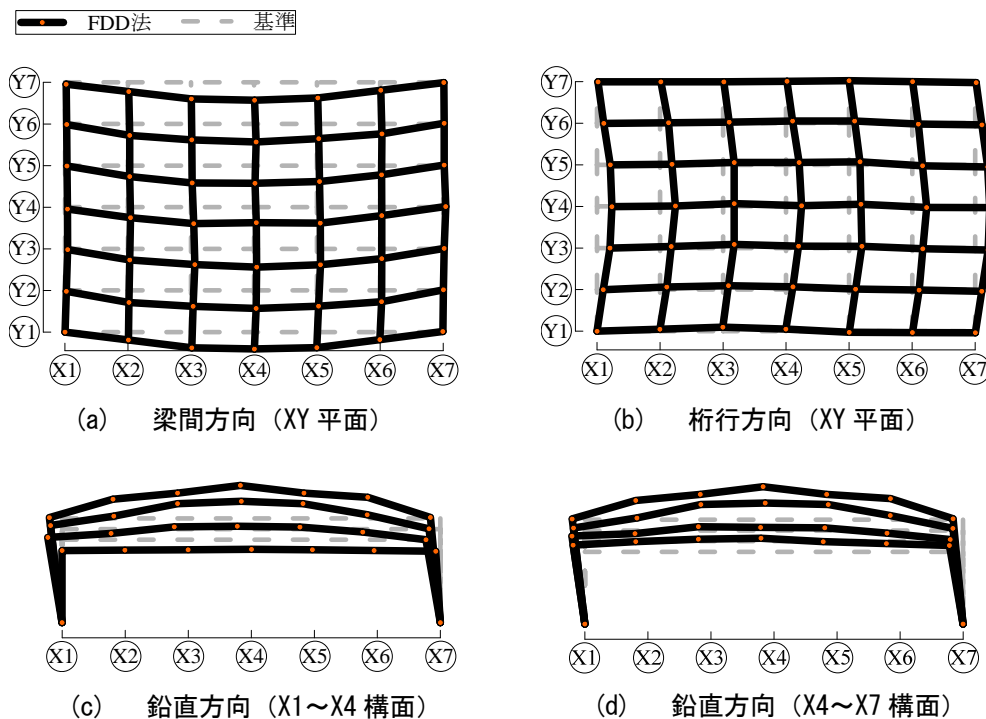 FDD法 基準
Y7
Y6
Y5
Y4
Y3
Y2
Y1
X1 X2 X3 X4 X5 X6 X7
(a) 梁間方向（XY 平面）
Y7
Y6
Y5
Y4
Y3
Y2
Y1
X1 X2 X3 X4 X5 X6 X7
(b) 桁行方向（XY 平面）
X1 X2 X3 X4 X5 X6 X7
(c) 鉛直方向（X1～X4 構面）
X1 X2 X3 X4 X5 X6 X7
(d) 鉛直方向（X4～X7 構面）